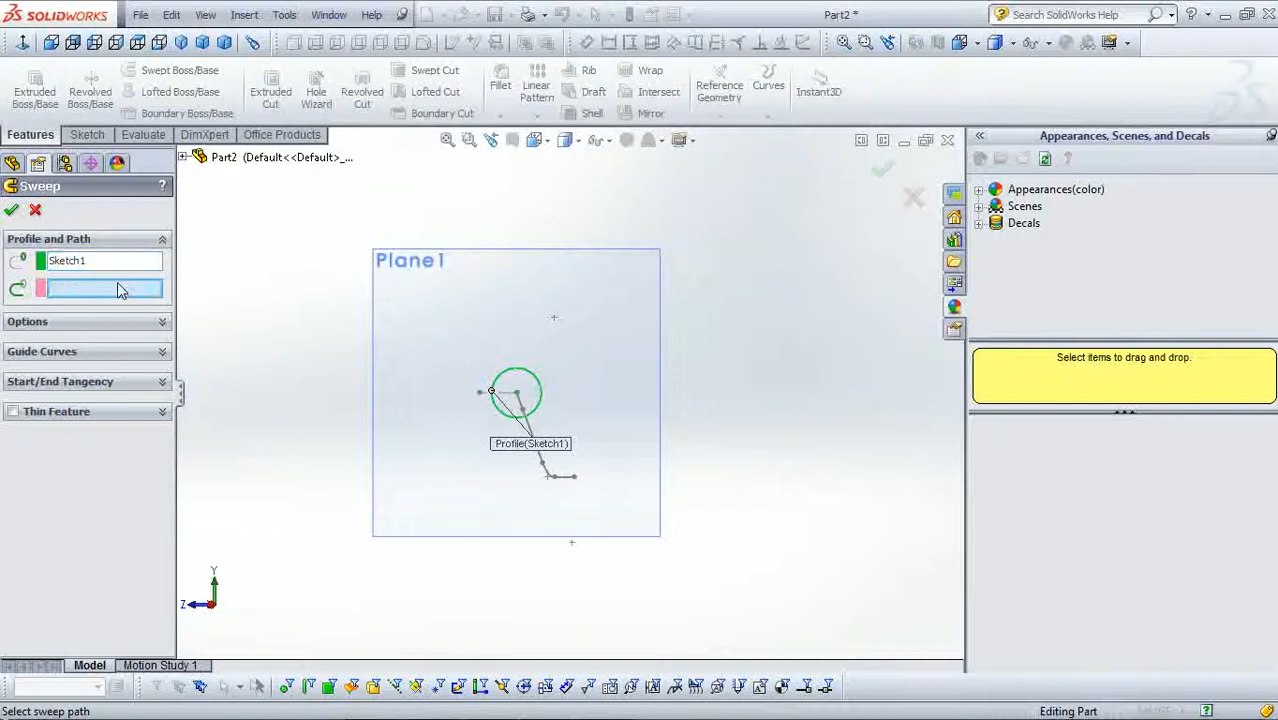 SOLIDWORKS File Edit View Insert Tools Window Help Part2 * Search SolidWorks Help
Extruded Boss/Base Revolved Boss/Base Swept Boss/Base Lofted Boss/Base Boundary Boss/Base Extruded Cut Hole Wizard Revolved Cut Swept Cut Lofted Cut Boundary Cut Fillet Linear Pattern Rib Draft Shell Wrap Intersect Mirror Reference Geometry Curves Instant3D
Features Sketch Evaluate DimXpert Office Products
Appearances, Scenes, and Decals
Part2 (Default<<Default>_...
Sweep ?
Appearances(color)
Scenes
Decals
Profile and Path
Sketch1
Plane1
Options
Guide Curves
Start/End Tangency
Thin Feature
Select items to drag and drop.
Profile(Sketch1)
Y
Z
Model Motion Study 1
Select sweep path
Editing Part